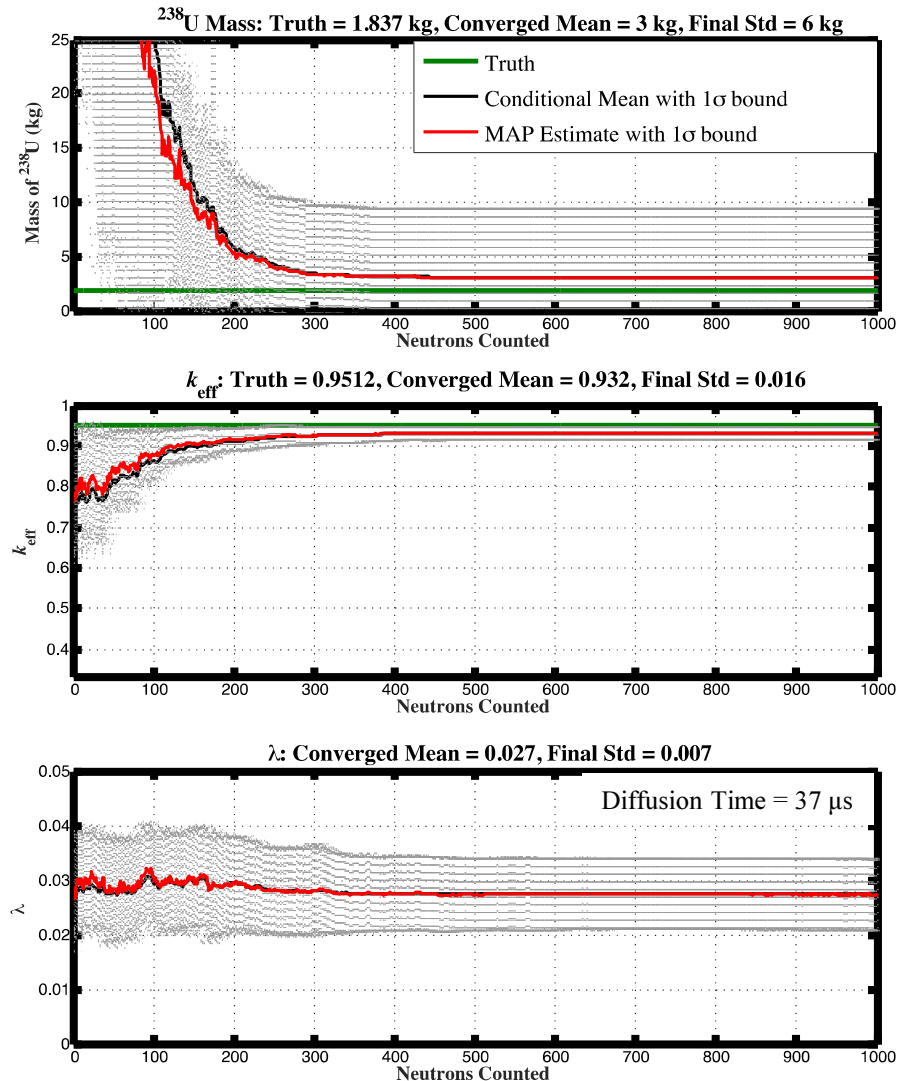 ²³⁸U Mass: Truth = 1.837 kg, Converged Mean = 3 kg, Final Std = 6 kg
25
20
15
10
5
0
Mass of ²³⁸U (kg)
Truth
Conditional Mean with 1σ bound
MAP Estimate with 1σ bound
100 200 300 400 500 600 700 800 900 1000
Neutrons Counted
k_eff: Truth = 0.9512, Converged Mean = 0.932, Final Std = 0.016
1
0.9
0.8
0.7
0.6
0.5
0.4
k_eff
0 100 200 300 400 500 600 700 800 900 1000
Neutrons Counted
λ: Converged Mean = 0.027, Final Std = 0.007
0.05
0.04
0.03
0.02
0.01
0
λ
Diffusion Time = 37 μs
0 100 200 300 400 500 600 700 800 900 1000
Neutrons Counted